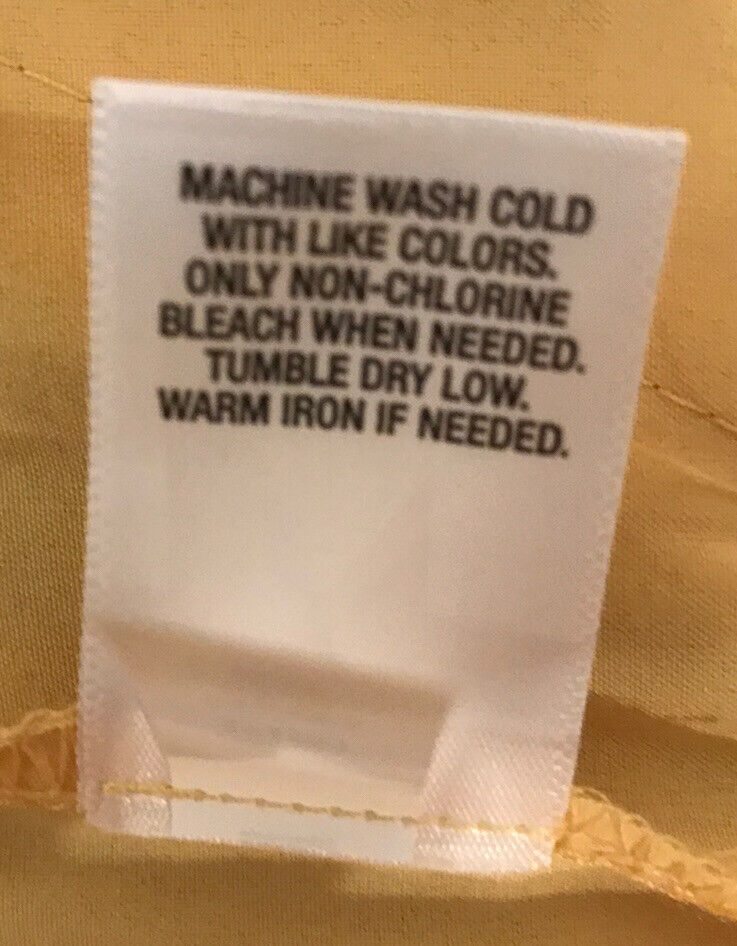 MACHINE WASH COLD
WITH LIKE COLORS.
ONLY NON-CHLORINE
BLEACH WHEN NEEDED.
TUMBLE DRY LOW.
WARM IRON IF NEEDED.